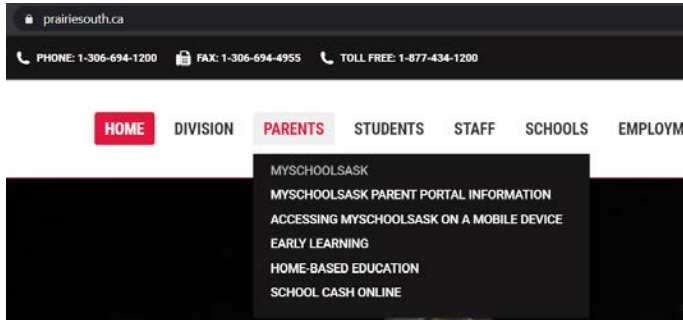 prairiesouth.ca
PHONE: 1-306-694-1200 FAX: 1-306-694-4955 TOLL FREE: 1-877-434-1200
HOME DIVISION PARENTS STUDENTS STAFF SCHOOLS EMPLOYM
MYSCHOOLSASK
MYSCHOOLSASK PARENT PORTAL INFORMATION
ACCESSING MYSCHOOLSASK ON A MOBILE DEVICE
EARLY LEARNING
HOME-BASED EDUCATION
SCHOOL CASH ONLINE